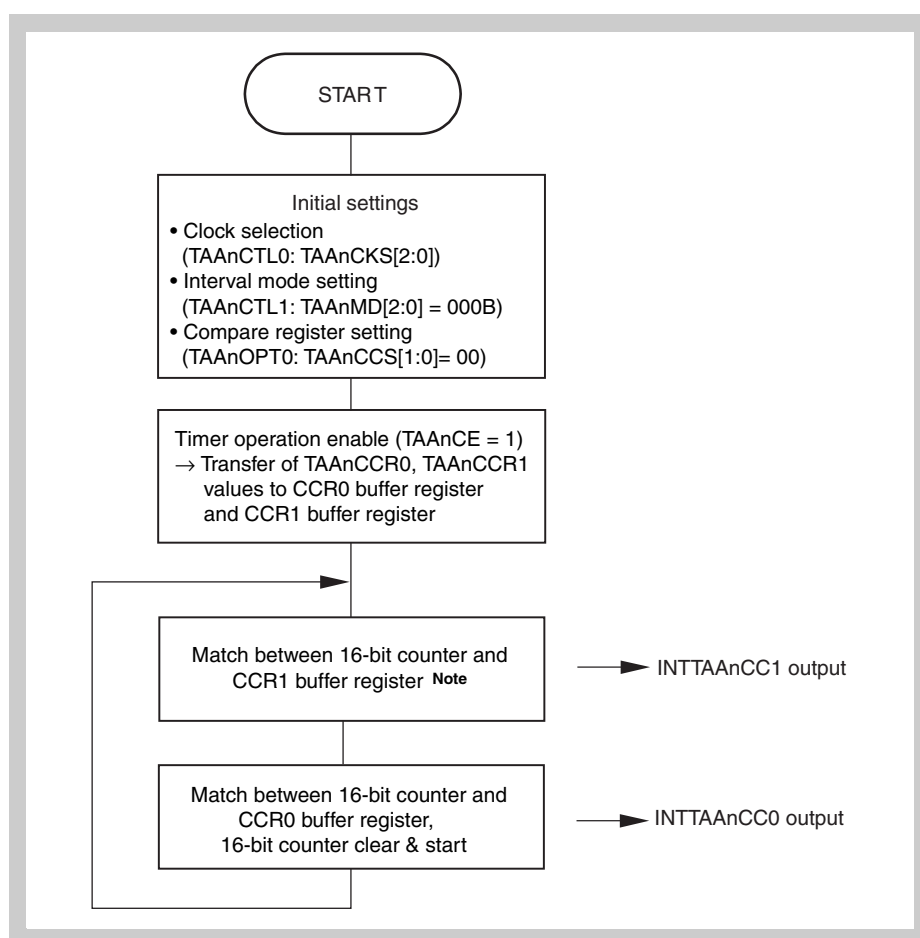 START
Initial settings
• Clock selection
(TAAnCTL0: TAAnCKS[2:0])
• Interval mode setting
(TAAnCTL1: TAAnMD[2:0] = 000B)
• Compare register setting
(TAAnOPT0: TAAnCCS[1:0]= 00)
Timer operation enable (TAAnCE = 1)
→ Transfer of TAAnCCR0, TAAnCCR1
values to CCR0 buffer register
and CCR1 buffer register
Match between 16-bit counter and
CCR1 buffer register Note
INTTAAnCC1 output
Match between 16-bit counter and
CCR0 buffer register,
16-bit counter clear & start
INTTAAnCC0 output